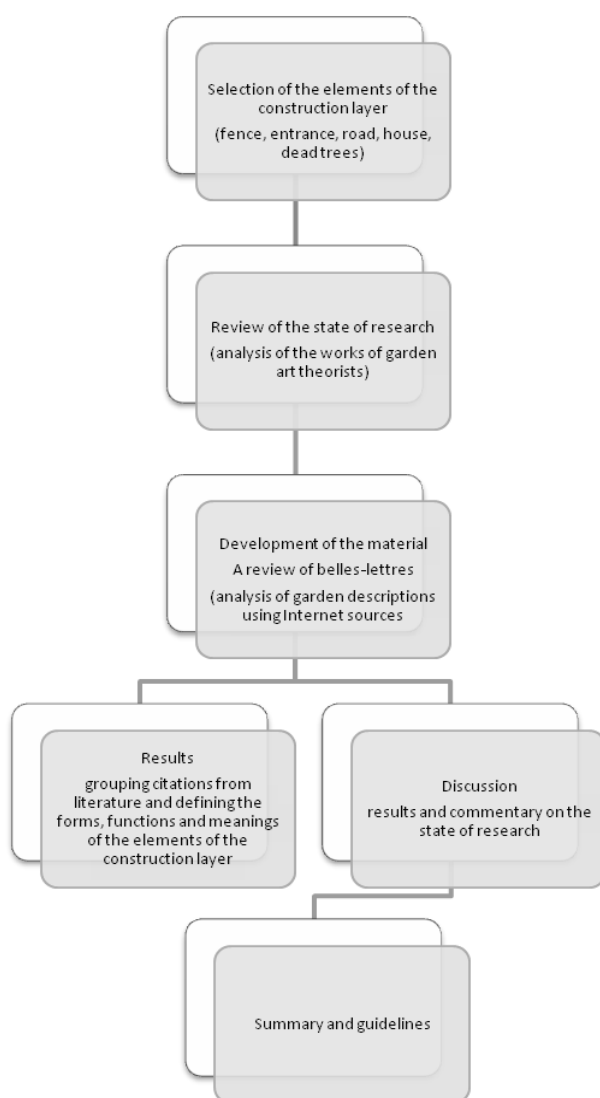 Selection of the elements of the
construction layer
(fence, entrance, road, house,
dead trees)
Review of the state of research
(analysis of the works of garden
art theorists)
Development of the material
A review of belles-lettres
(analysis of garden descriptions
using Internet sources
Results
grouping citations from
literature and defining the
forms, functions and meanings
of the elements of the
construction layer
Discussion
results and commentary on the
state of research
Summary and guidelines